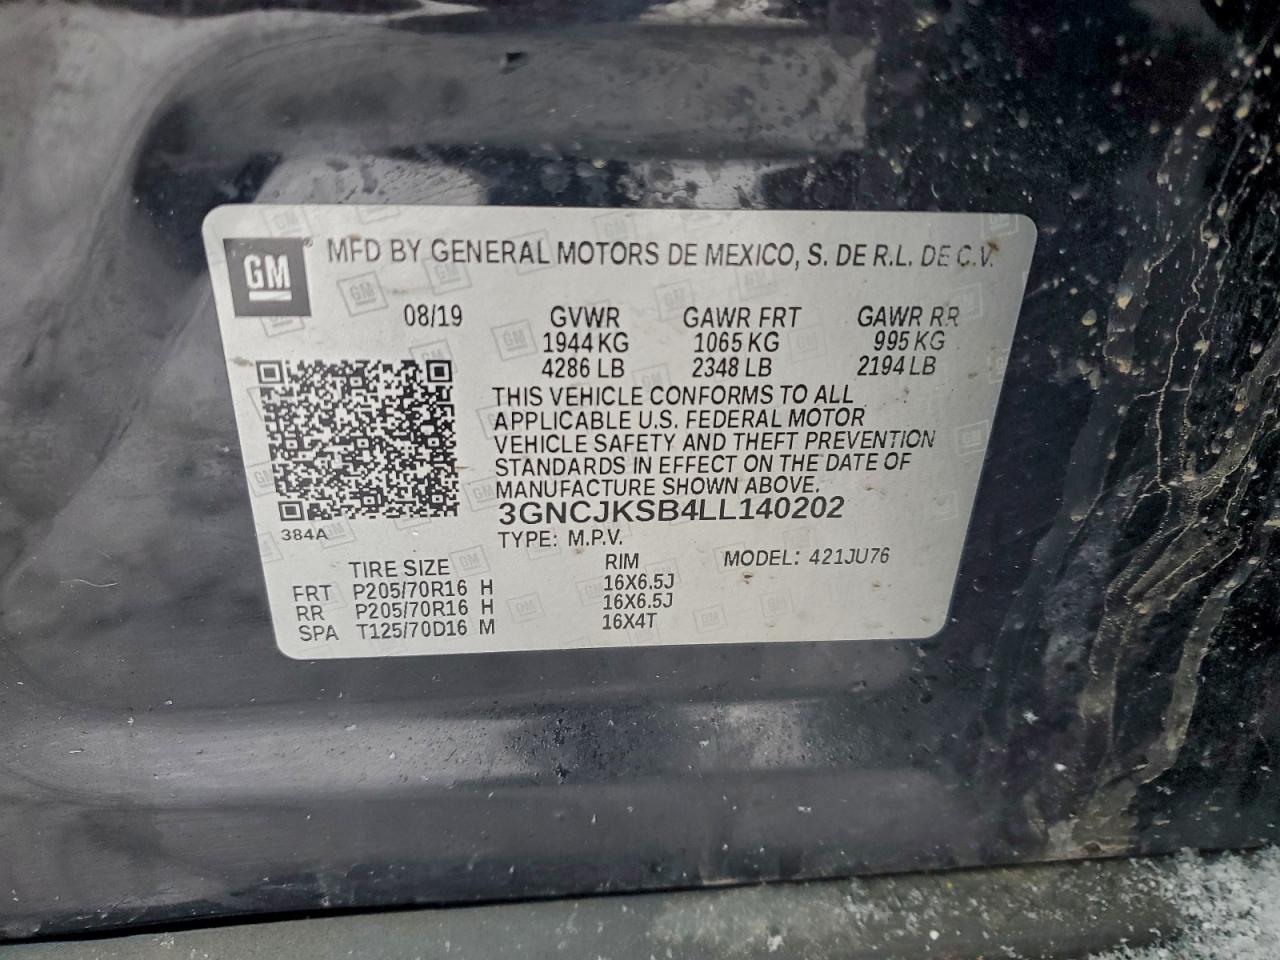 GM® MFD BY GENERAL MOTORS DE MEXICO, S. DE R.L. DE C.V.
08/19 GVWR GAWR FRT GAWR RR
1944 KG 1065 KG 995 KG
4286 LB 2348 LB 2194 LB
THIS VEHICLE CONFORMS TO ALL
APPLICABLE U.S. FEDERAL MOTOR
VEHICLE SAFETY AND THEFT PREVENTION
STANDARDS IN EFFECT ON THE DATE OF
MANUFACTURE SHOWN ABOVE.
3GNCJKSB4LL140202
384A
TYPE: M.P.V.
TIRE SIZE RIM MODEL: 421JU76
FRT P205/70R16 H 16X6.5J
RR P205/70R16 H 16X6.5J
SPA T125/70D16 M 16X4T